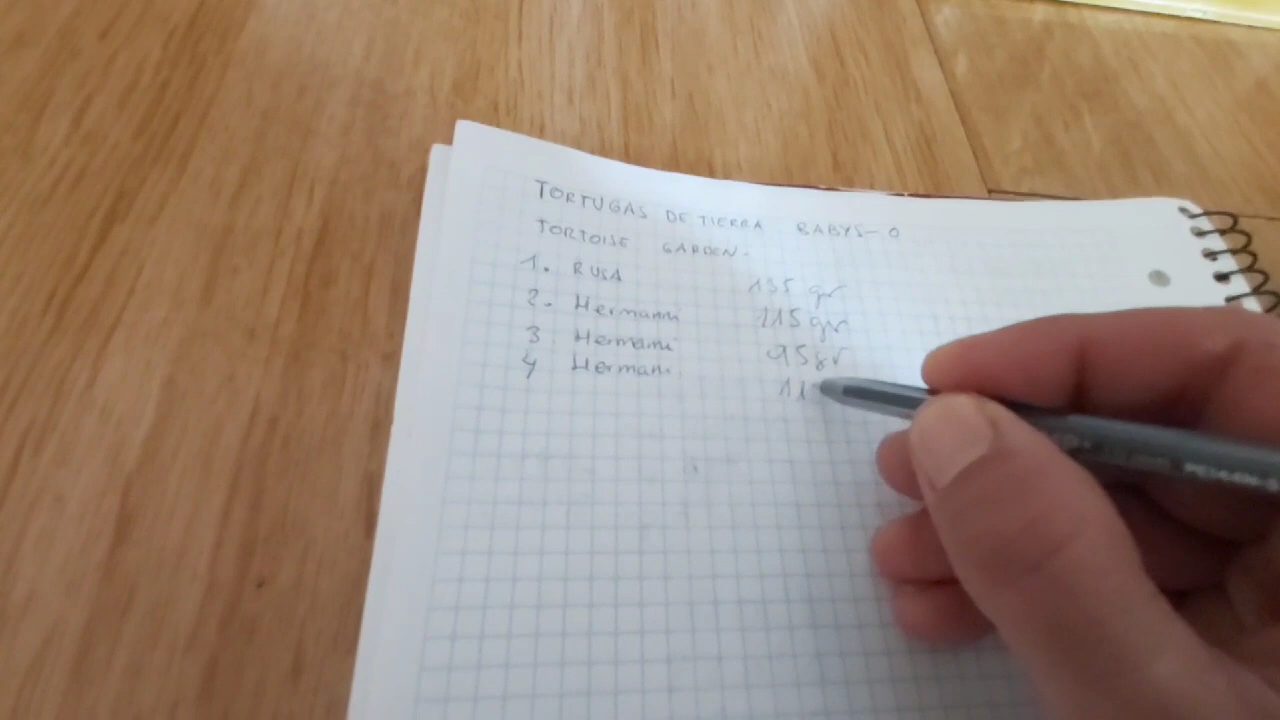 TORTUGAS DE TIERRA BABYS-0
TORTOISE GARDEN-
1. RUSA 135 gr
2. Hermanni 115 gr
3 Hermanni 95 gr
4 Hermanni 11